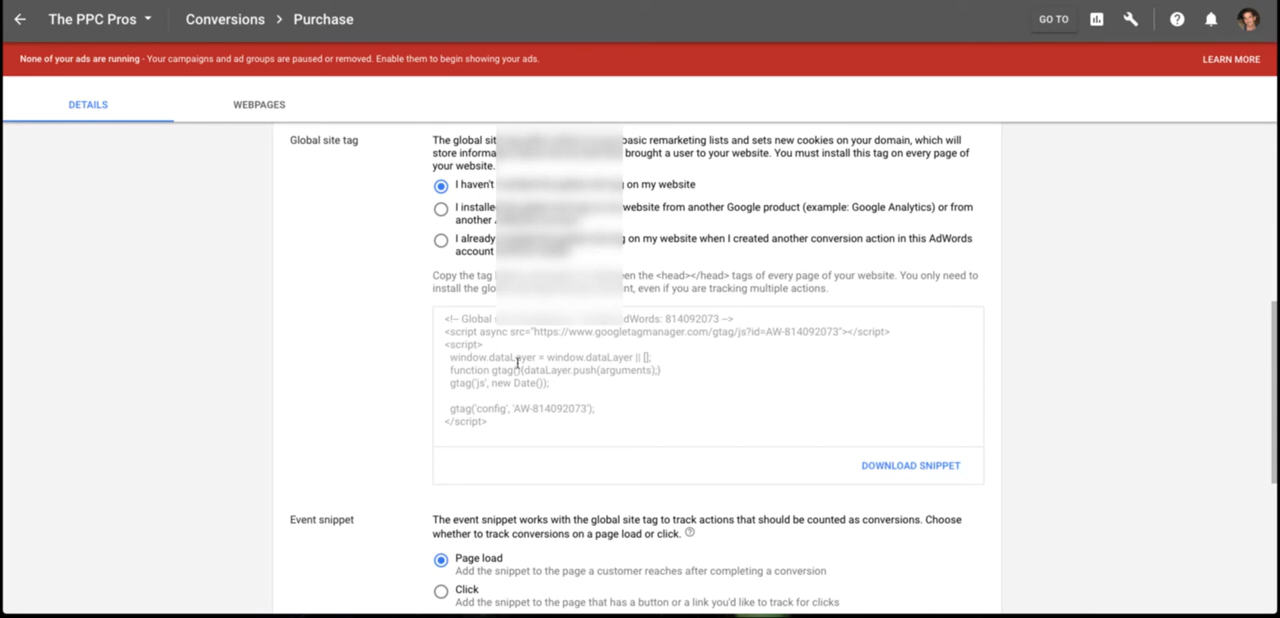 The PPC Pros
Conversions > Purchase
GO TO
None of your ads are running - Your campaigns and ad groups are paused or removed. Enable them to begin showing your ads.
LEARN MORE
DETAILS
WEBPAGES
Global site tag
The global sit basic remarketing lists and sets new cookies on your domain, which will
store informa brought a user to your website. You must install this tag on every page of
your website.
I haven't on my website
I installe website from another Google product (example: Google Analytics) or from
another
I already on my website when I created another conversion action in this AdWords
account
Copy the tag en the <head></head> tags of every page of your website. You only need to
install the glo nt, even if you are tracking multiple actions.
<!-- Global dWords: 814092073 -->
<script async src="https://www.googletagmanager.com/gtag/js?id=AW-814092073"></script>
<script>
window.dataLayer = window.dataLayer || [];
function gtag(){dataLayer.push(arguments);}
gtag('js', new Date());
gtag('config', 'AW-814092073');
</script>
DOWNLOAD SNIPPET
Event snippet
The event snippet works with the global site tag to track actions that should be counted as conversions. Choose
whether to track conversions on a page load or click.
Page load
Add the snippet to the page a customer reaches after completing a conversion
Click
Add the snippet to the page that has a button or a link you'd like to track for clicks